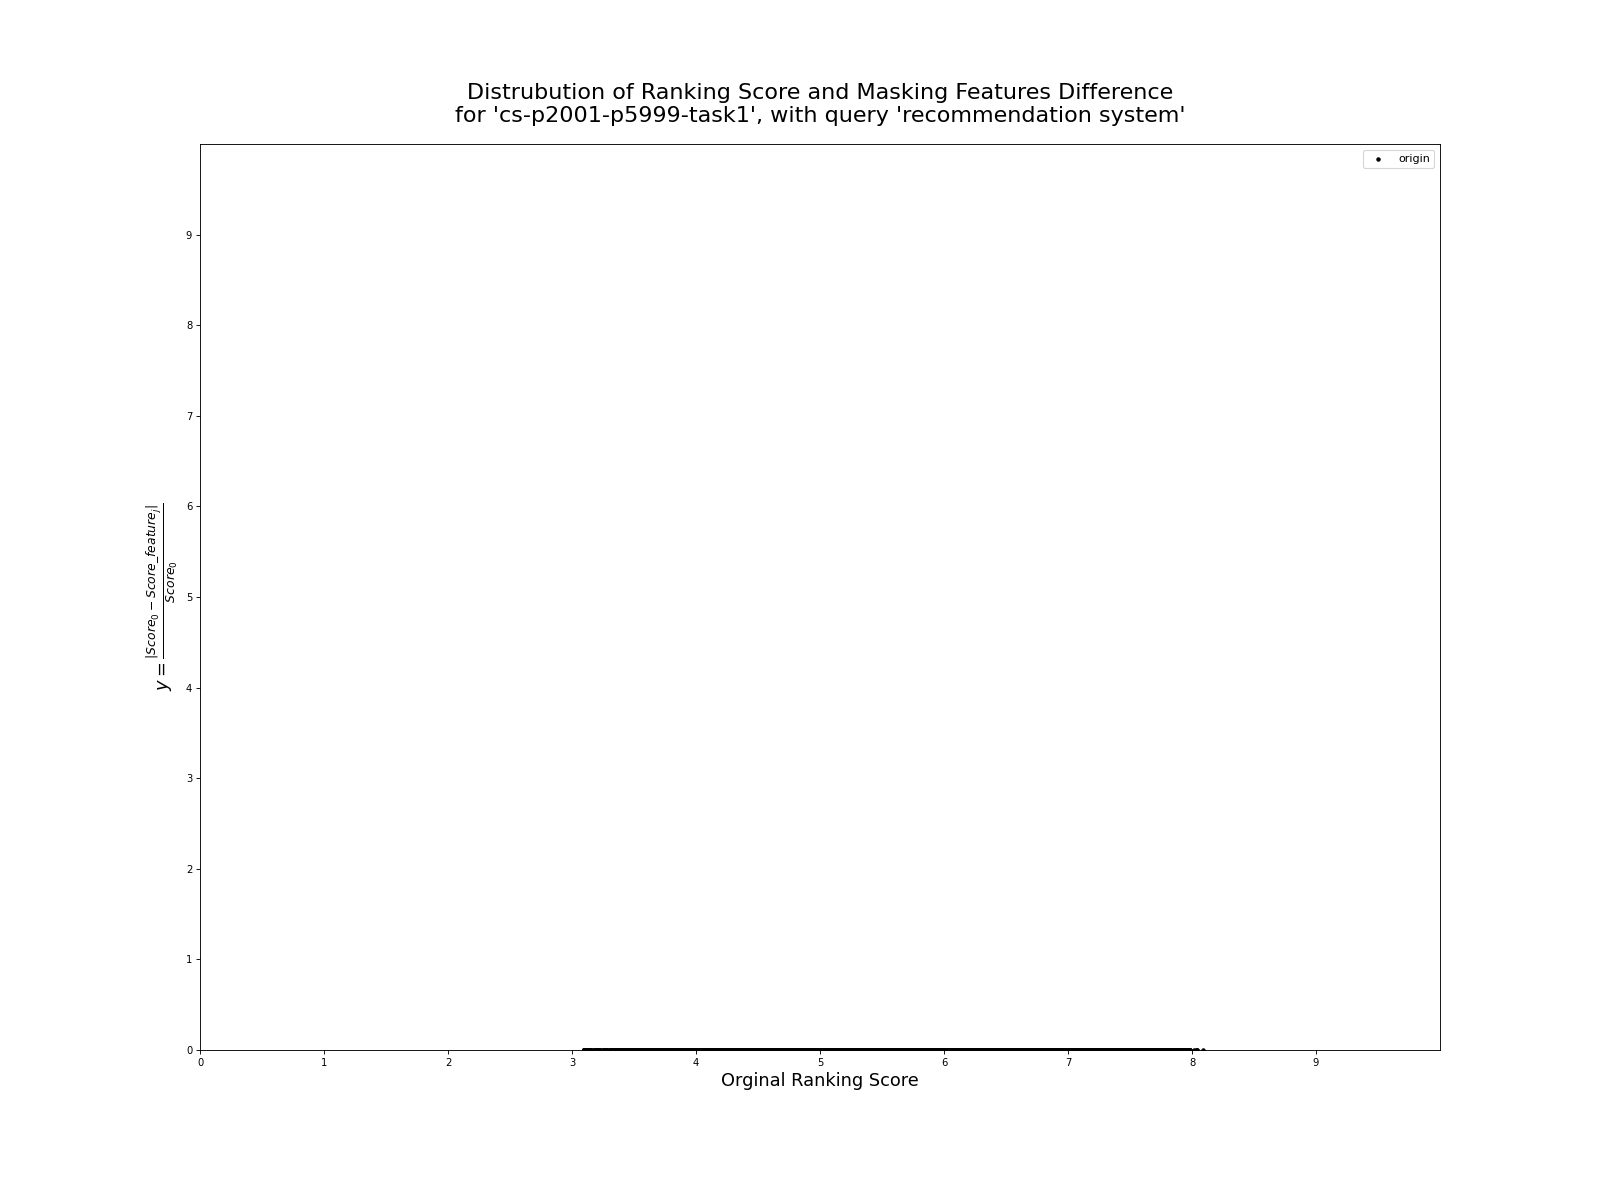 Distrubution of Ranking Score and Masking Features Difference
for 'cs-p2001-p5999-task1', with query 'recommendation system'
origin
9
8
7
6
5
4
3
2
1
0
y = |Score_0 − Score_feature_j| / Score_0
0 1 2 3 4 5 6 7 8 9
Orginal Ranking Score